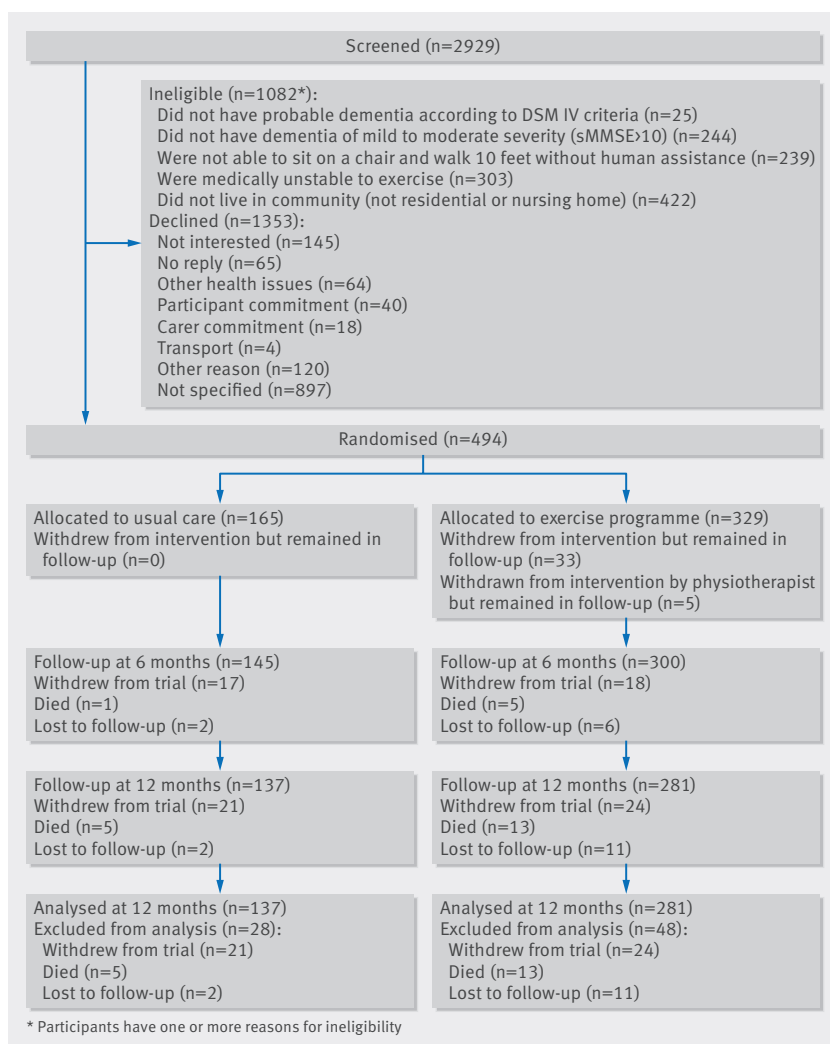 Screened (n=2929)
Ineligible (n=1082*):
Did not have probable dementia according to DSM IV criteria (n=25)
Did not have dementia of mild to moderate severity (sMMSE>10) (n=244)
Were not able to sit on a chair and walk 10 feet without human assistance (n=239)
Were medically unstable to exercise (n=303)
Did not live in community (not residential or nursing home) (n=422)
Declined (n=1353):
Not interested (n=145)
No reply (n=65)
Other health issues (n=64)
Participant commitment (n=40)
Carer commitment (n=18)
Transport (n=4)
Other reason (n=120)
Not specified (n=897)
Randomised (n=494)
Allocated to usual care (n=165)
Withdrew from intervention but remained in
follow-up (n=0)
Allocated to exercise programme (n=329)
Withdrew from intervention but remained in
follow-up (n=33)
Withdrawn from intervention by physiotherapist
but remained in follow-up (n=5)
Follow-up at 6 months (n=145)
Withdrew from trial (n=17)
Died (n=1)
Lost to follow-up (n=2)
Follow-up at 6 months (n=300)
Withdrew from trial (n=18)
Died (n=5)
Lost to follow-up (n=6)
Follow-up at 12 months (n=137)
Withdrew from trial (n=21)
Died (n=5)
Lost to follow-up (n=2)
Follow-up at 12 months (n=281)
Withdrew from trial (n=24)
Died (n=13)
Lost to follow-up (n=11)
Analysed at 12 months (n=137)
Excluded from analysis (n=28):
Withdrew from trial (n=21)
Died (n=5)
Lost to follow-up (n=2)
Analysed at 12 months (n=281)
Excluded from analysis (n=48):
Withdrew from trial (n=24)
Died (n=13)
Lost to follow-up (n=11)
* Participants have one or more reasons for ineligibility